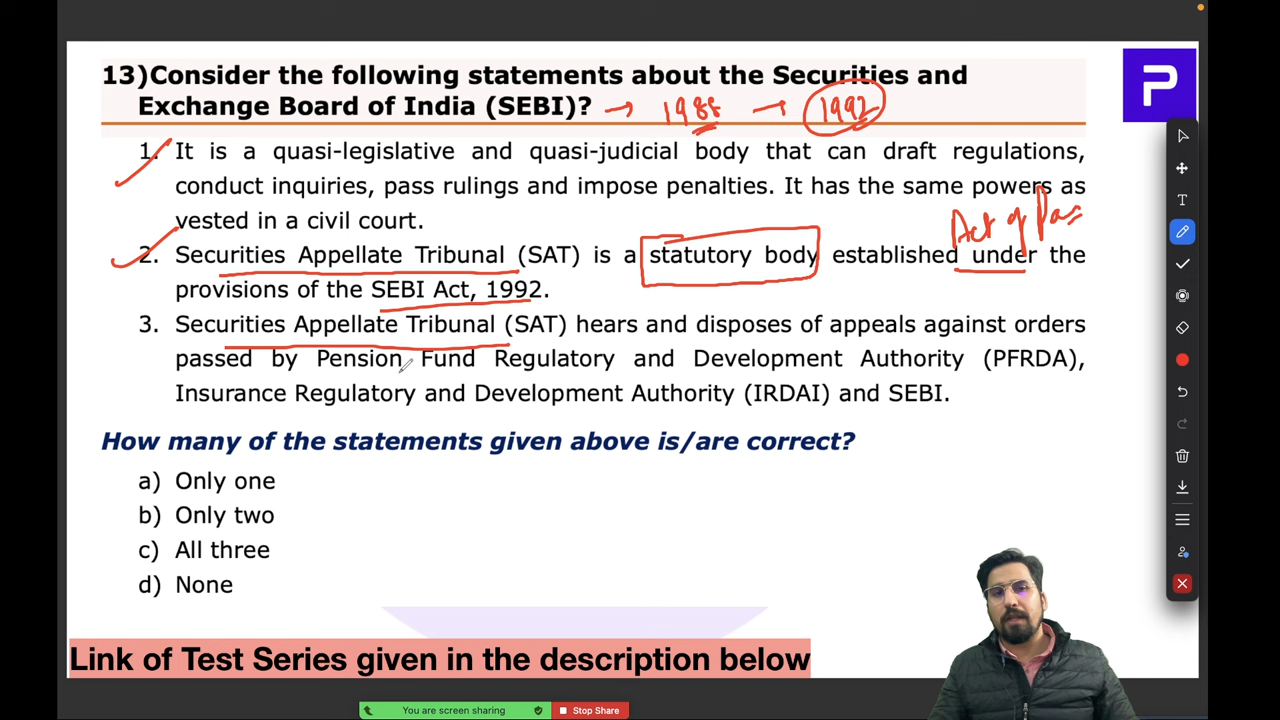 13)Consider the following statements about the Securities and
Exchange Board of India (SEBI)? → 1988 → 1992
1. It is a quasi-legislative and quasi-judicial body that can draft regulations,
conduct inquiries, pass rulings and impose penalties. It has the same powers as
vested in a civil court.
Act of
2. Securities Appellate Tribunal (SAT) is a statutory body established under the
provisions of the SEBI Act, 1992.
3. Securities Appellate Tribunal (SAT) hears and disposes of appeals against orders
passed by Pension Fund Regulatory and Development Authority (PFRDA),
Insurance Regulatory and Development Authority (IRDAI) and SEBI.
How many of the statements given above is/are correct?
a) Only one
b) Only two
c) All three
d) None
Link of Test Series given in the description below
You are screen sharing
Stop Share
P
T